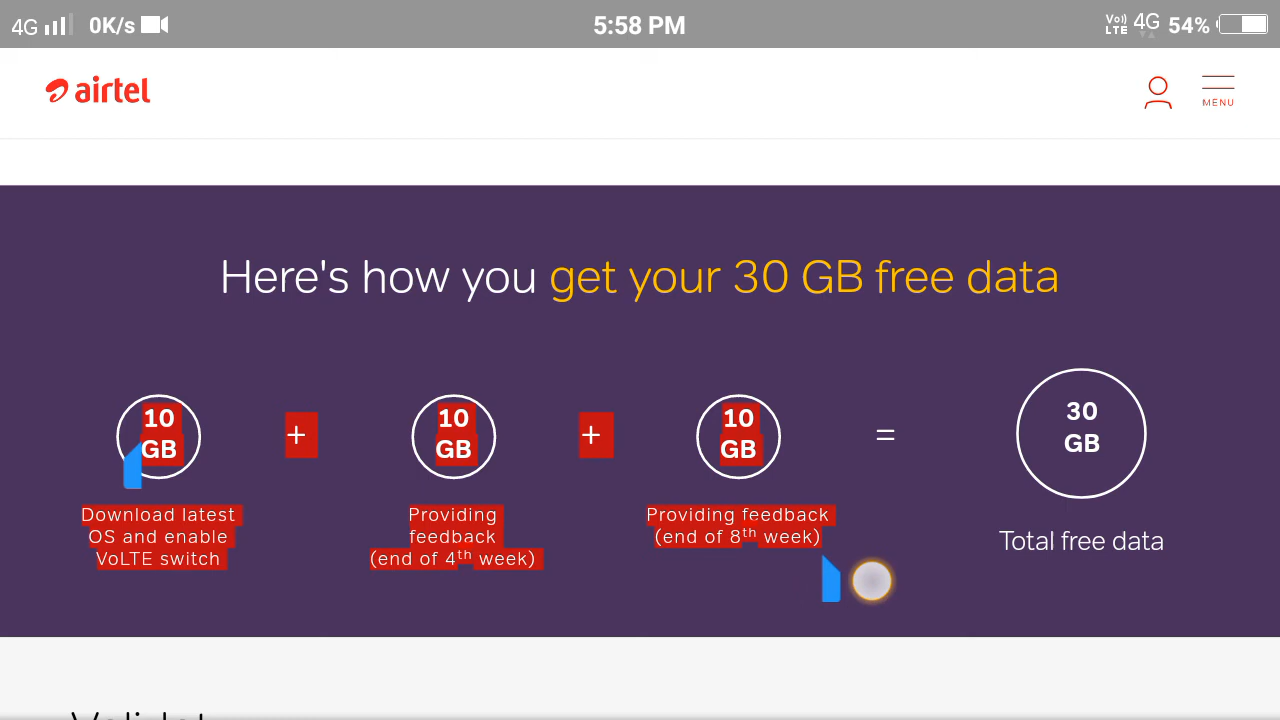 4G 0K/s 5:58 PM Vo)) LTE 4G 54%
airtel
MENU
Here's how you get your 30 GB free data
10 GB + 10 GB + 10 GB = 30 GB
Download latest
OS and enable
VoLTE switch
Providing
feedback
(end of 4th week)
Providing feedback
(end of 8th week)
Total free data